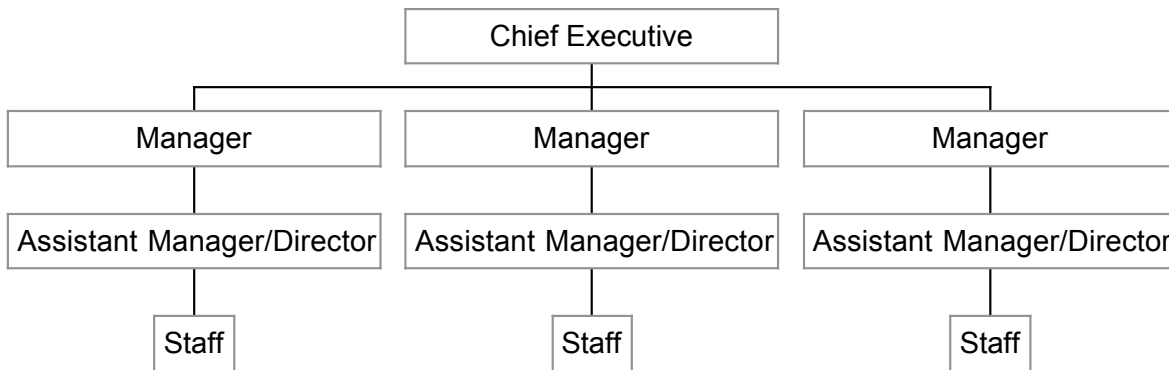 Chief Executive
Manager
Manager
Manager
Assistant Manager/Director
Assistant Manager/Director
Assistant Manager/Director
Staff
Staff
Staff